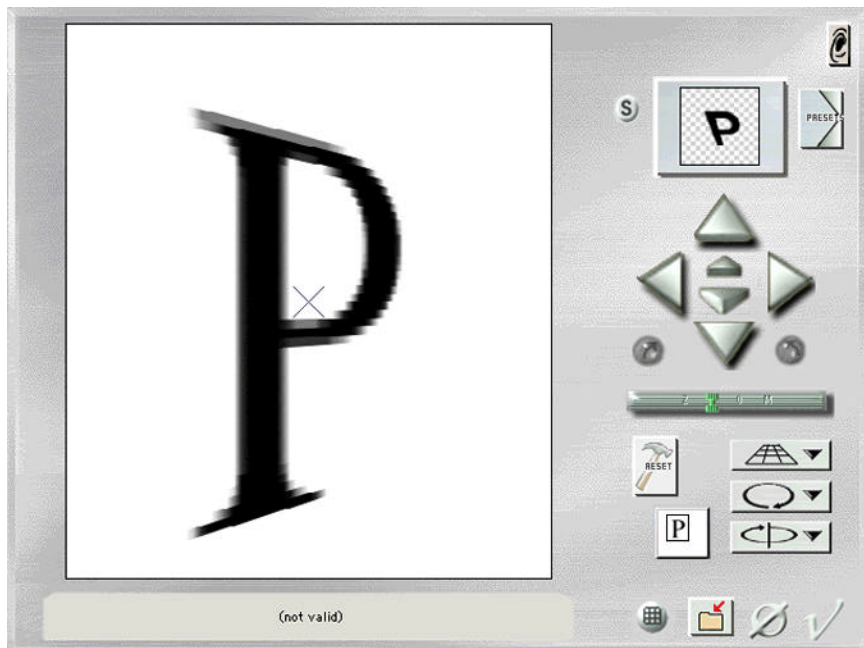 P
S
P
PRESETS
Z O M
RESET
P
(not valid)